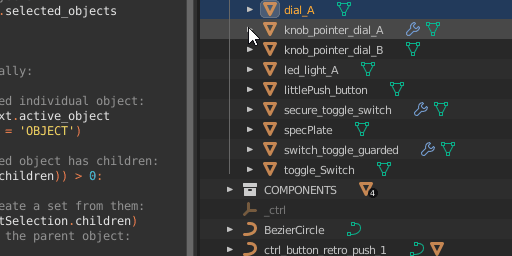 .selected_objects
ally:
ed individual object:
xt.active_object
= 'OBJECT')
ed object has children:
children)) > 0:
eate a set from them:
tSelection.children)
the parent object:
dial_A
knob_pointer_dial_A
knob_pointer_dial_B
led_light_A
littlePush_button
secure_toggle_switch
specPlate
switch_toggle_guarded
toggle_Switch
COMPONENTS 4
_ctrl
BezierCircle
ctrl_button_retro_push_1